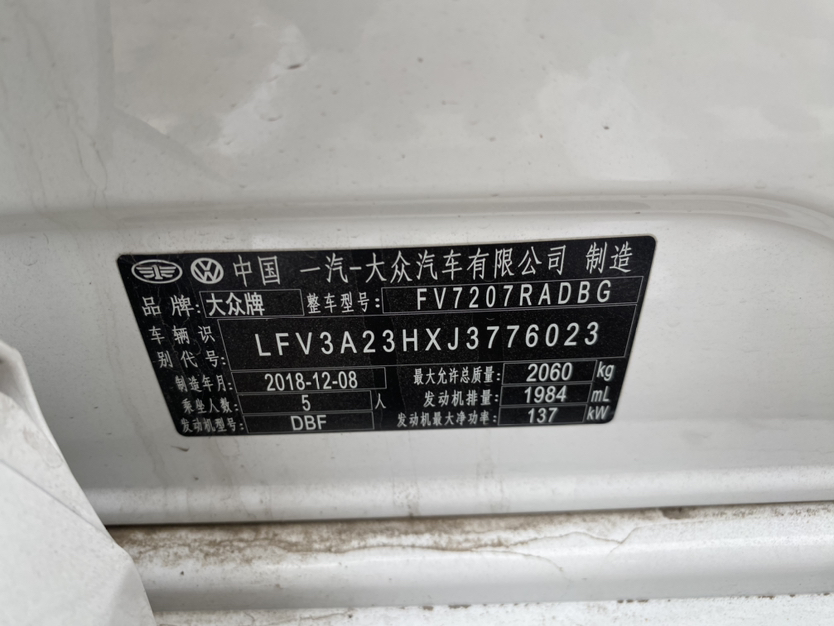 中国 一汽-大众汽车有限公司 制造
品牌: 大众牌 整车型号: FV7207RADBG
车辆识别代号: LFV3A23HXJ3776023
制造年月: 2018-12-08 最大允许总质量: 2060 kg
乘坐人数: 5 人 发动机排量: 1984 mL
发动机型号: DBF 发动机最大净功率: 137 kW